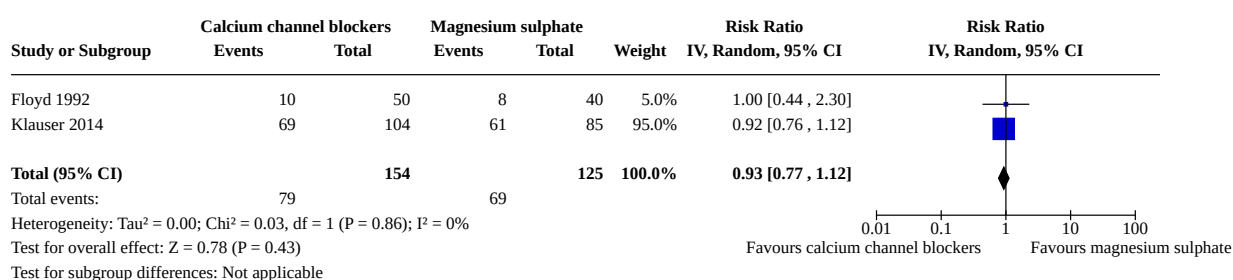 Calcium channel blockers Magnesium sulphate Risk Ratio Risk Ratio
Study or Subgroup Events Total Events Total Weight IV, Random, 95% CI IV, Random, 95% CI
Floyd 1992 10 50 8 40 5.0% 1.00 [0.44 , 2.30]
Klauser 2014 69 104 61 85 95.0% 0.92 [0.76 , 1.12]
Total (95% CI) 154 125 100.0% 0.93 [0.77 , 1.12]
Total events: 79 69
Heterogeneity: Tau² = 0.00; Chi² = 0.03, df = 1 (P = 0.86); I² = 0% 0.01 0.1 1 10 100
Test for overall effect: Z = 0.78 (P = 0.43) Favours calcium channel blockers Favours magnesium sulphate
Test for subgroup differences: Not applicable